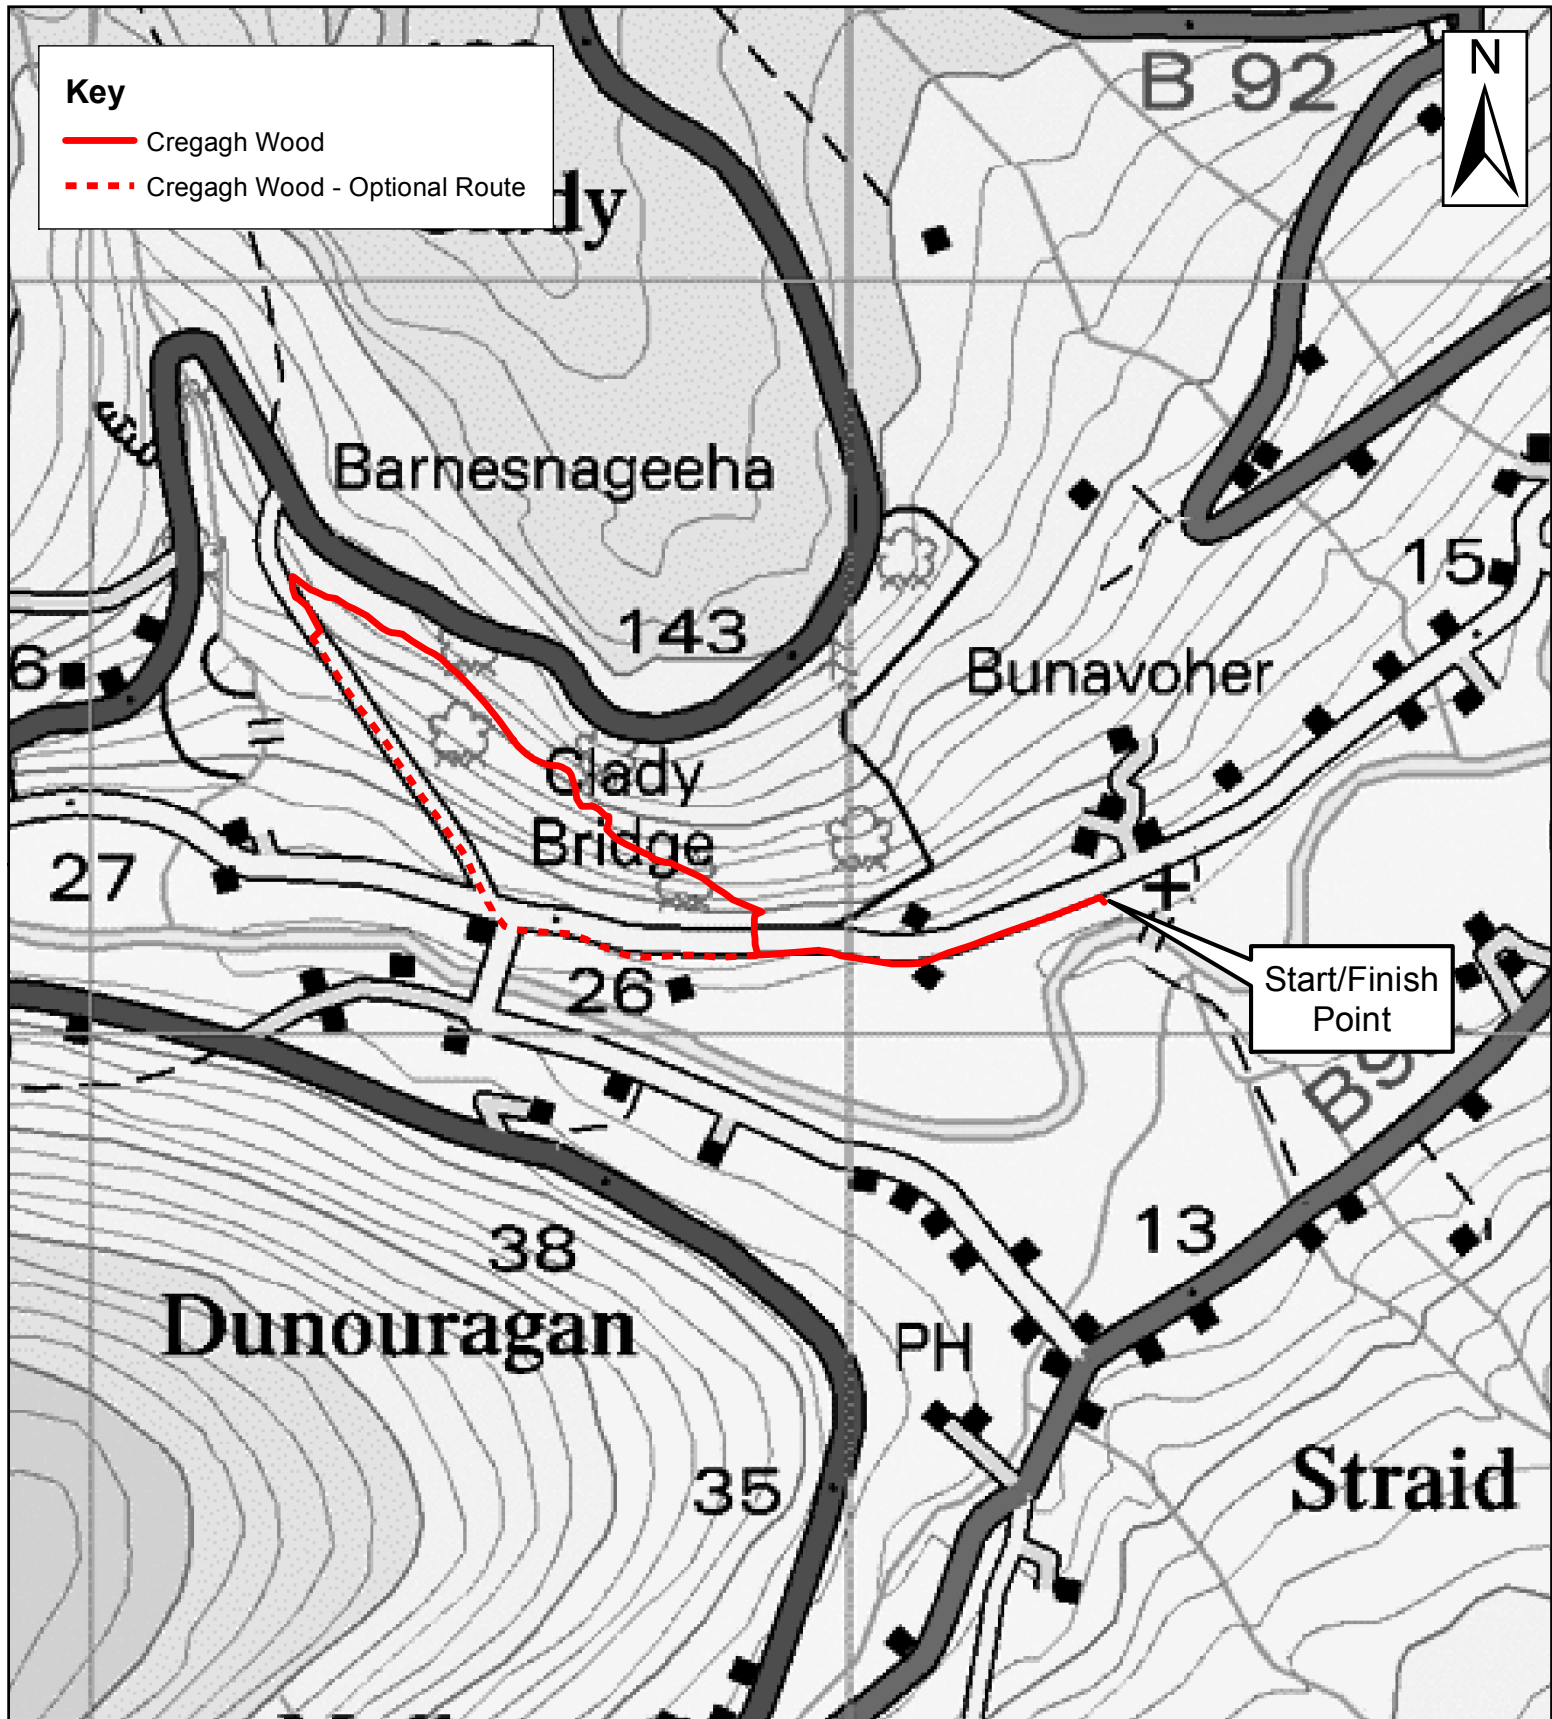 B 92
N
Key
Cregagh Wood
Cregagh Wood - Optional Route
Barnesnageeha
15
143
6
Bunavoher
Clady
Bridge
27
26
Start/Finish
Point
13
38
Dunouragan
PH
Straid
35